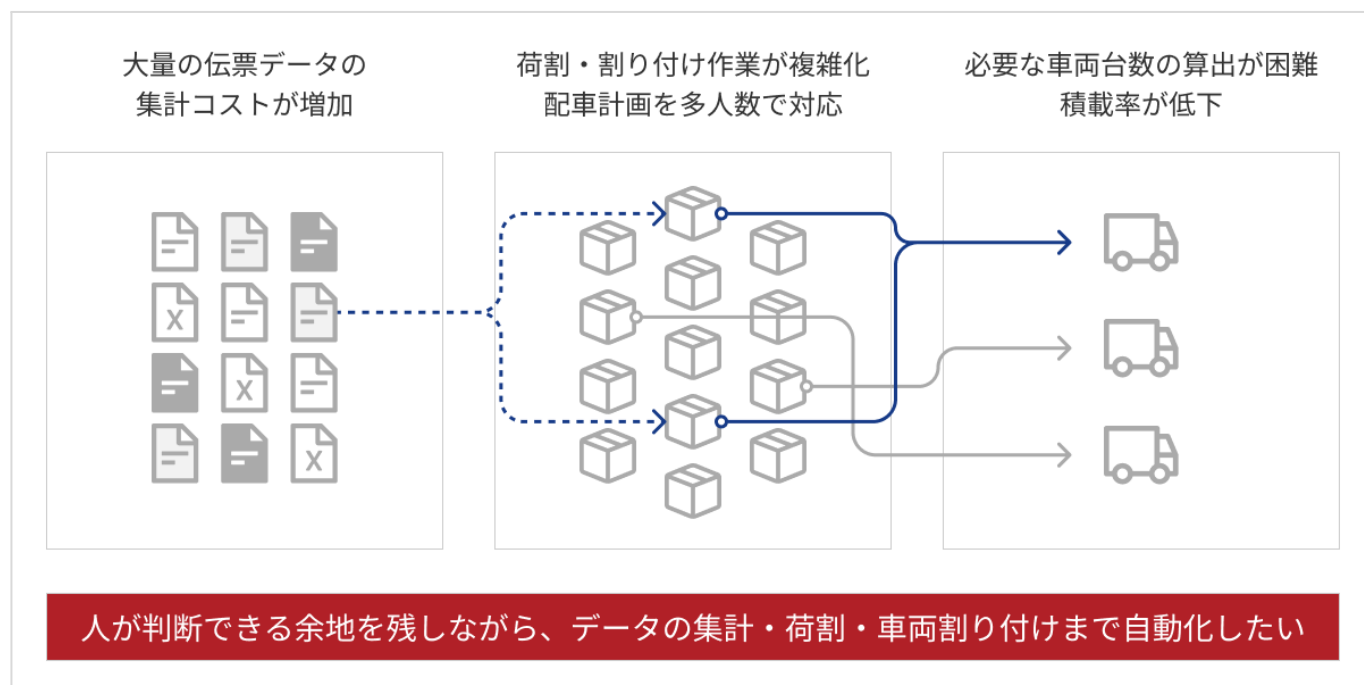 大量の伝票データの
集計コストが増加
荷割・割り付け作業が複雑化
配車計画を多人数で対応
必要な車両台数の算出が困難
積載率が低下
X
X
X
人が判断できる余地を残しながら、データの集計・荷割・車両割り付けまで自動化したい